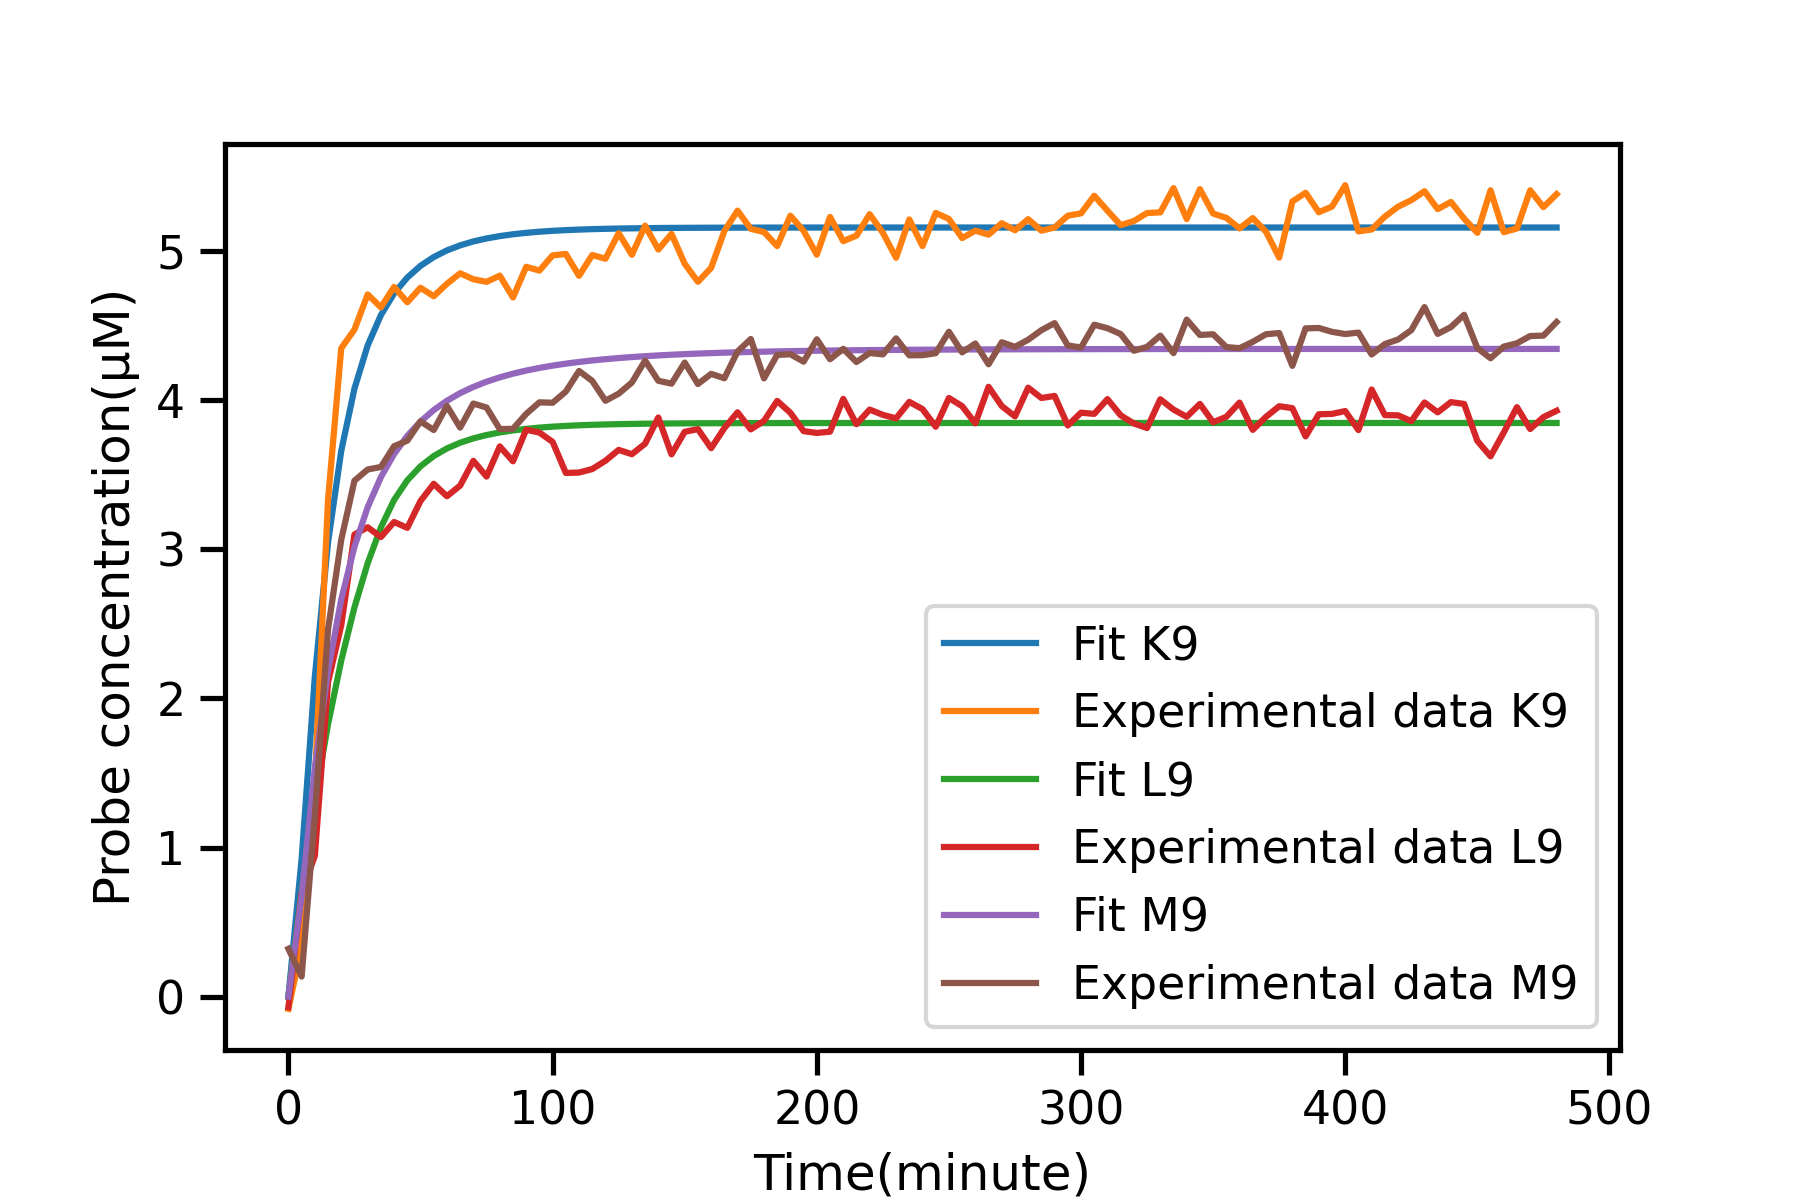 5
4
3
2
1
0
Probe concentration(μM)
Fit K9
Experimental data K9
Fit L9
Experimental data L9
Fit M9
Experimental data M9
0 100 200 300 400 500
Time(minute)